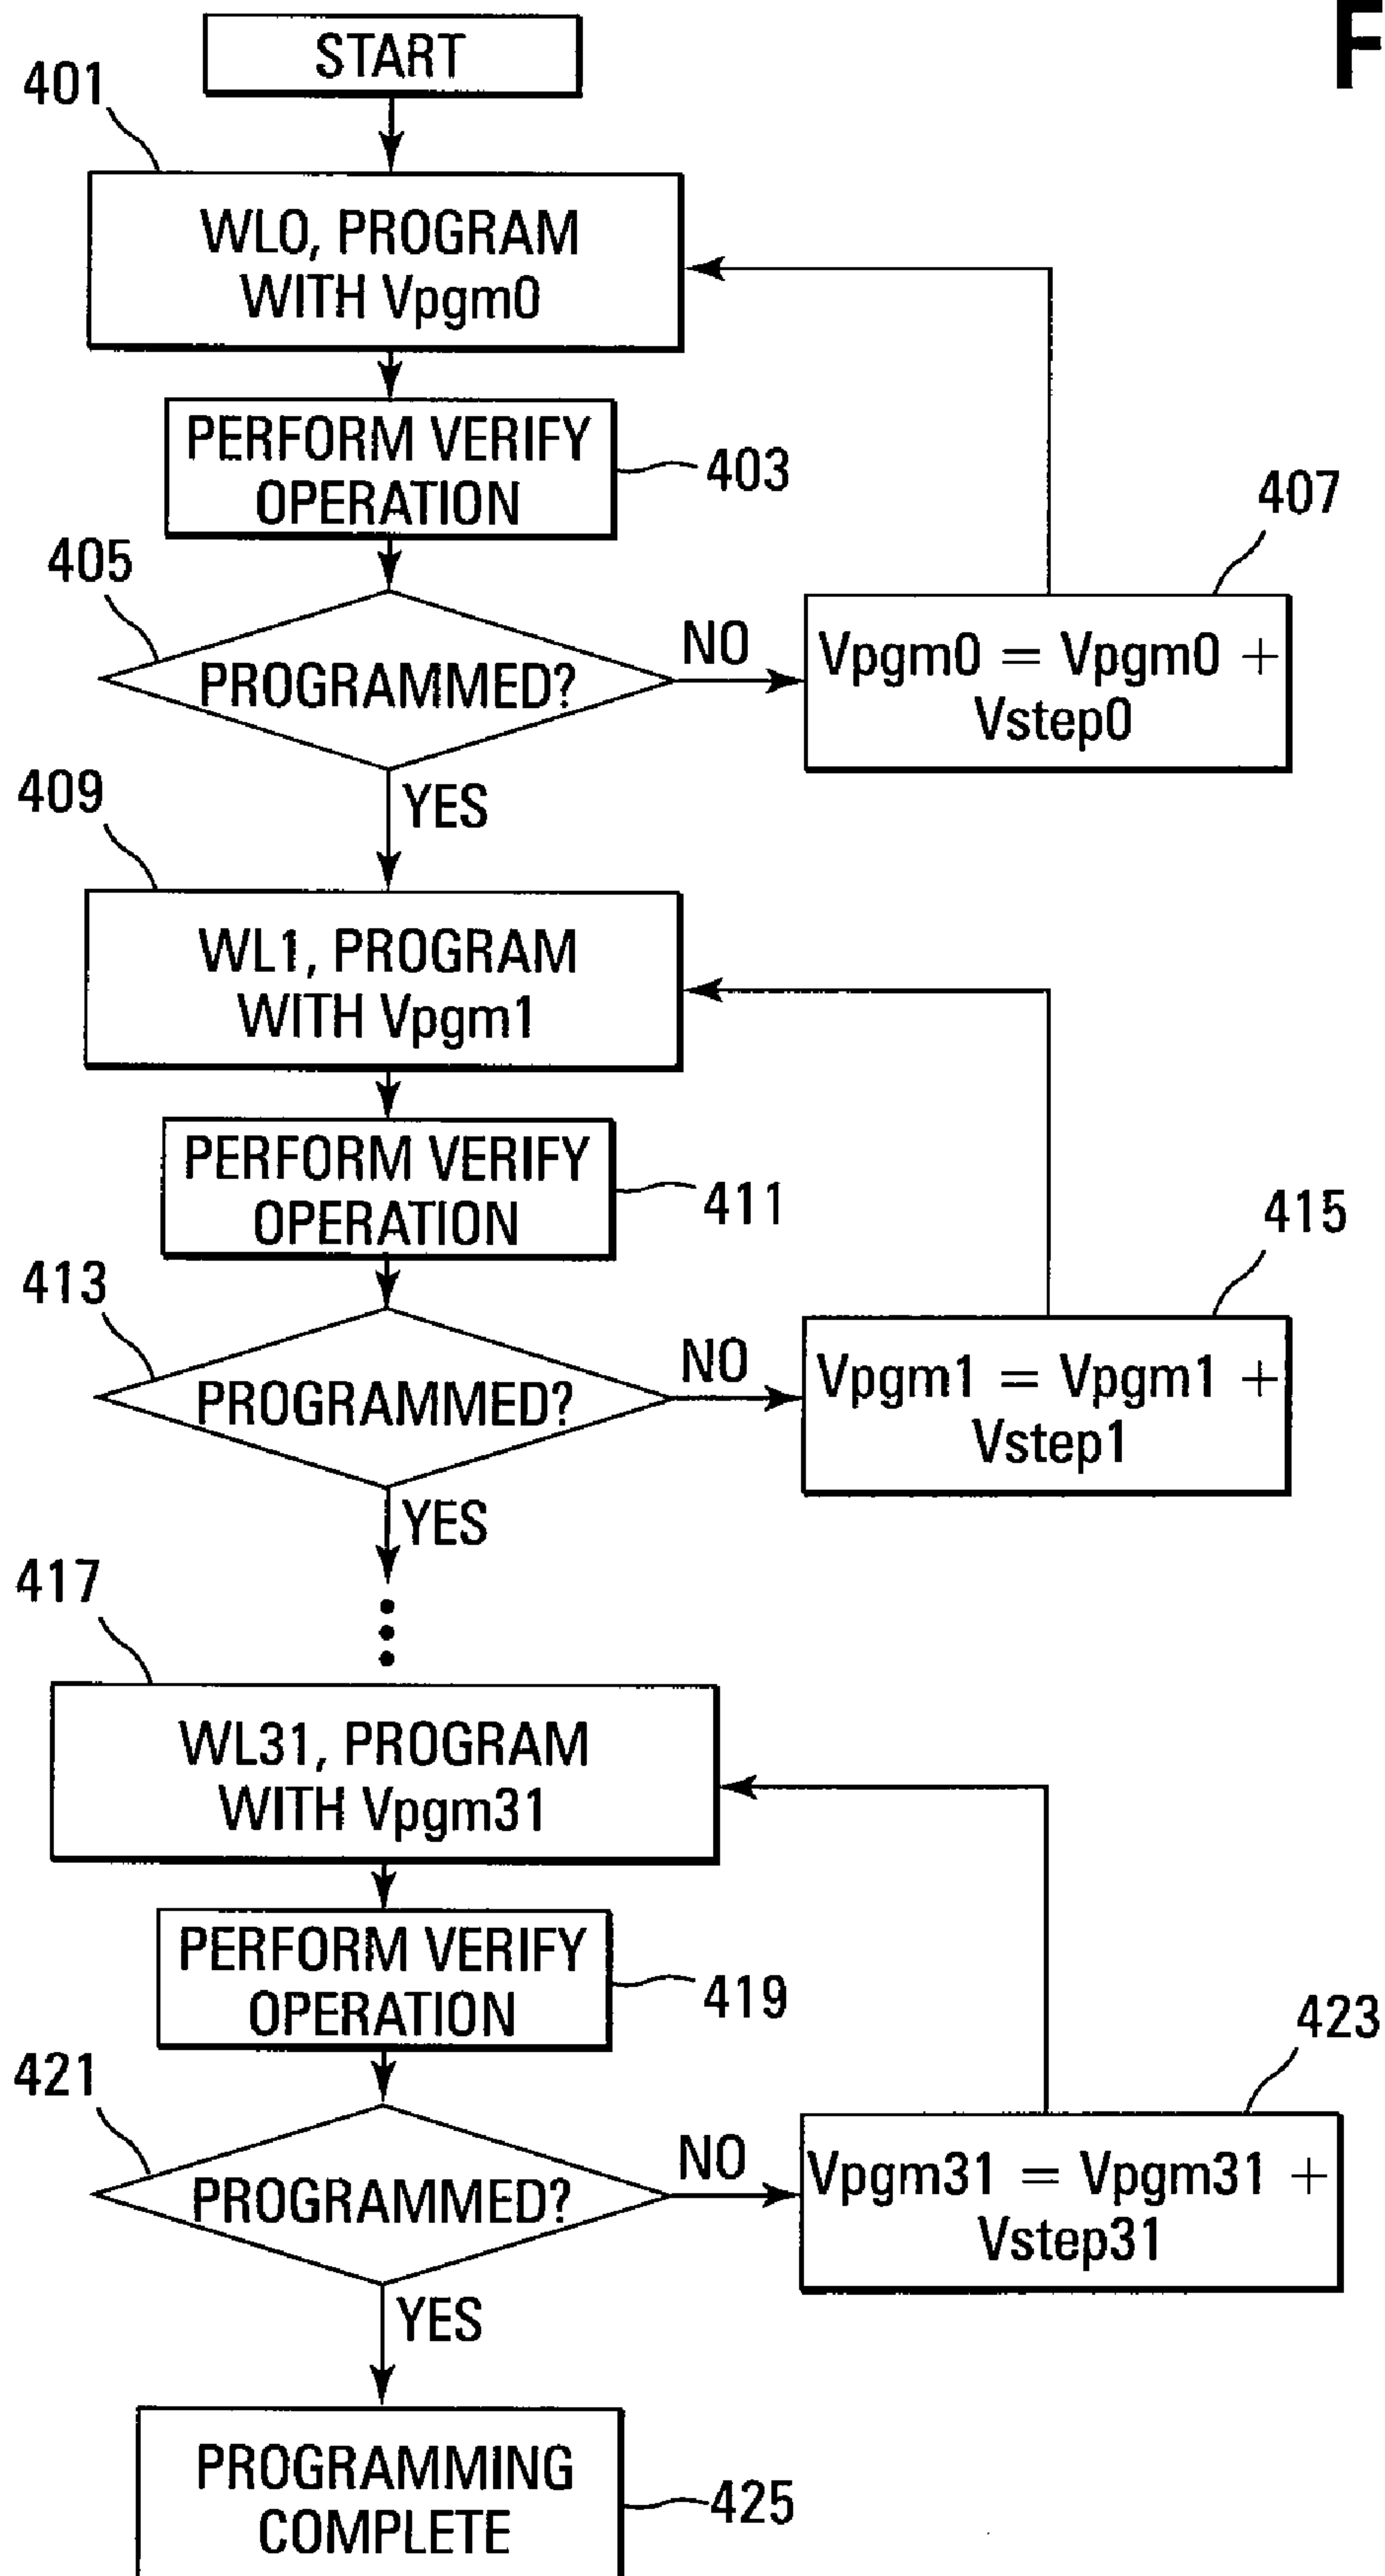 F
START
401
WL0, PROGRAM
WITH Vpgm0
PERFORM VERIFY
OPERATION
403
405
PROGRAMMED?
NO
407
Vpgm0 = Vpgm0 +
Vstep0
YES
409
WL1, PROGRAM
WITH Vpgm1
PERFORM VERIFY
OPERATION
411
413
PROGRAMMED?
NO
415
Vpgm1 = Vpgm1 +
Vstep1
YES
417
WL31, PROGRAM
WITH Vpgm31
PERFORM VERIFY
OPERATION
419
421
PROGRAMMED?
NO
423
Vpgm31 = Vpgm31 +
Vstep31
YES
PROGRAMMING
COMPLETE
425